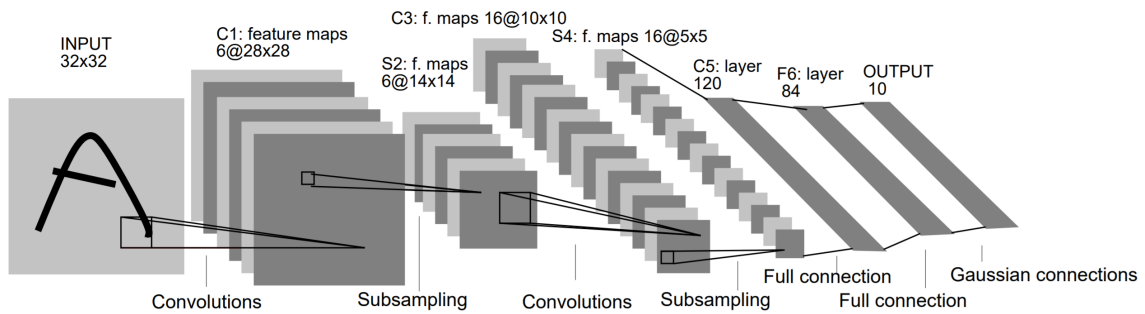 INPUT
32x32
C1: feature maps
6@28x28
S2: f. maps
6@14x14
C3: f. maps 16@10x10
S4: f. maps 16@5x5
C5: layer
120
F6: layer
84
OUTPUT
10
Convolutions
Subsampling
Convolutions
Subsampling
Full connection
Full connection
Gaussian connections